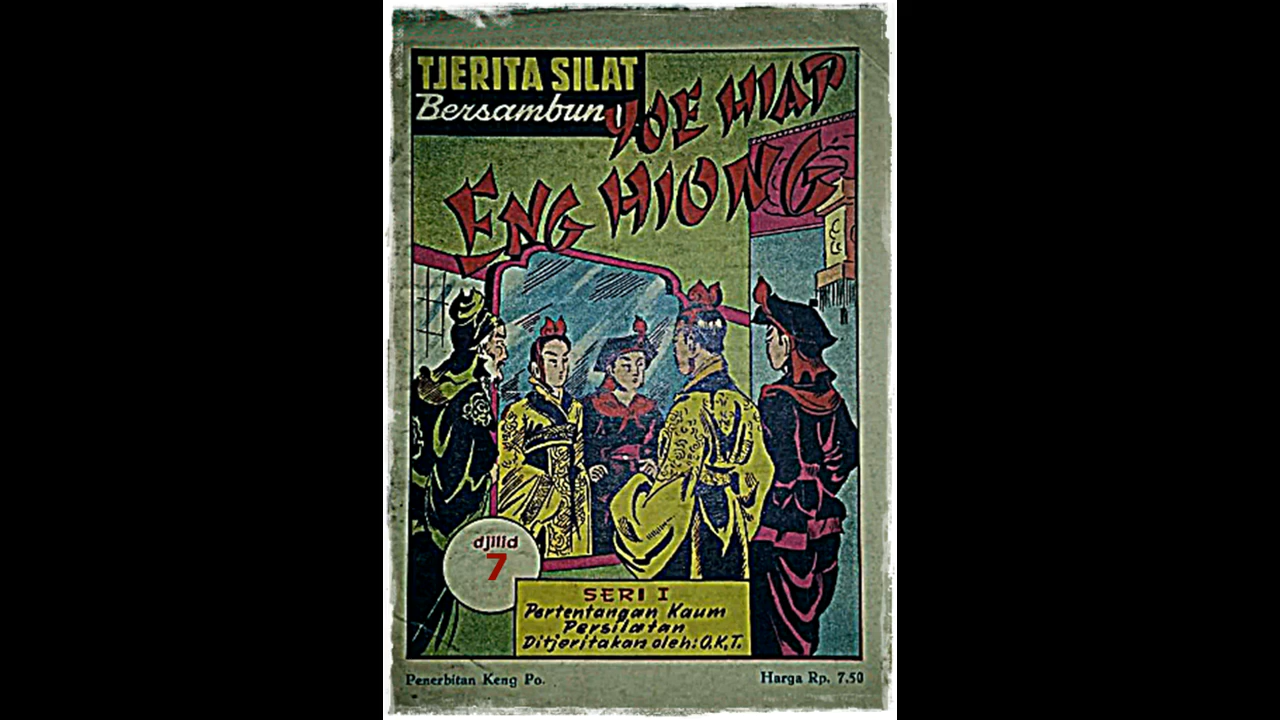 TJERITA SILAT
Bersambung
YOE HIAP
ENG HIONG
djilid
7
SERI I
Pertentangan Kaum
Persilatan
Ditjeritakan oleh: O.K.T.
Penerbitan Keng Po.
Harga Rp. 7.50